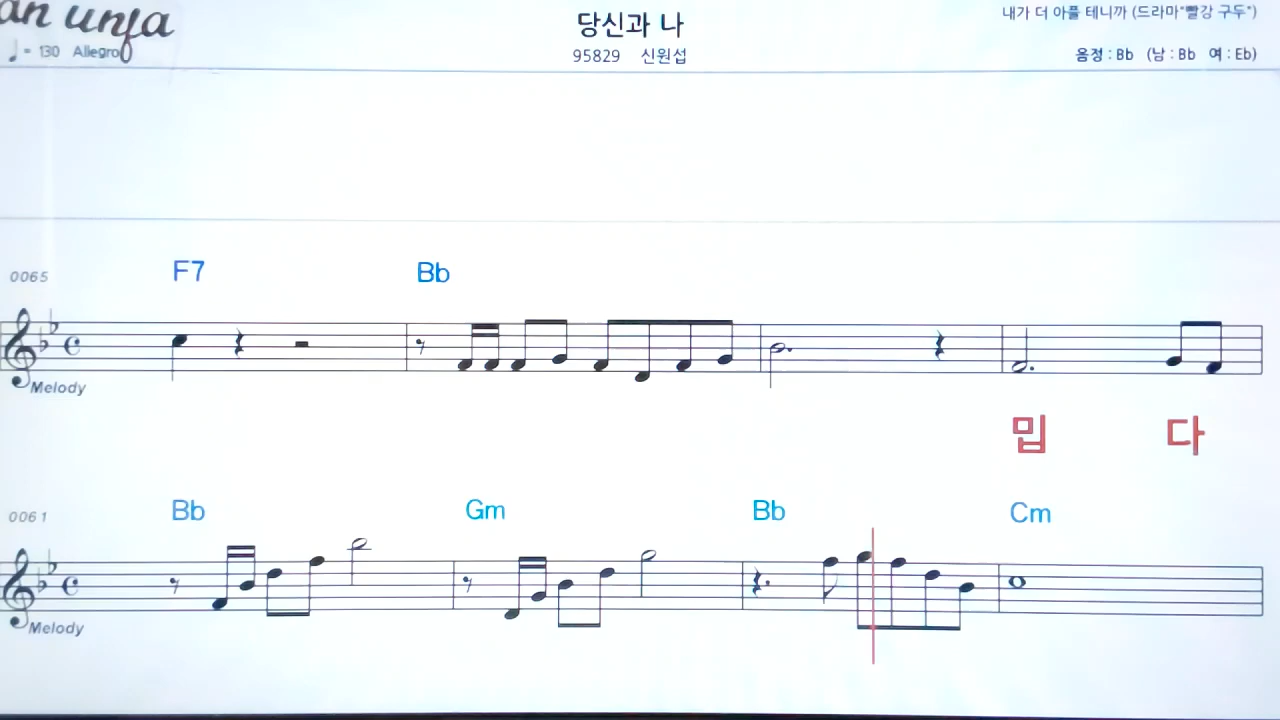 an unja
당신과 나
내가 더 아플 테니까 (드라마"빨강 구두")
♩ = 130 Allegro
95829 신원섭
음정 : Bb (남 : Bb 여 : Eb)
0065 F7 Bb
Melody
밉 다
0061 Bb Gm Bb Cm
Melody